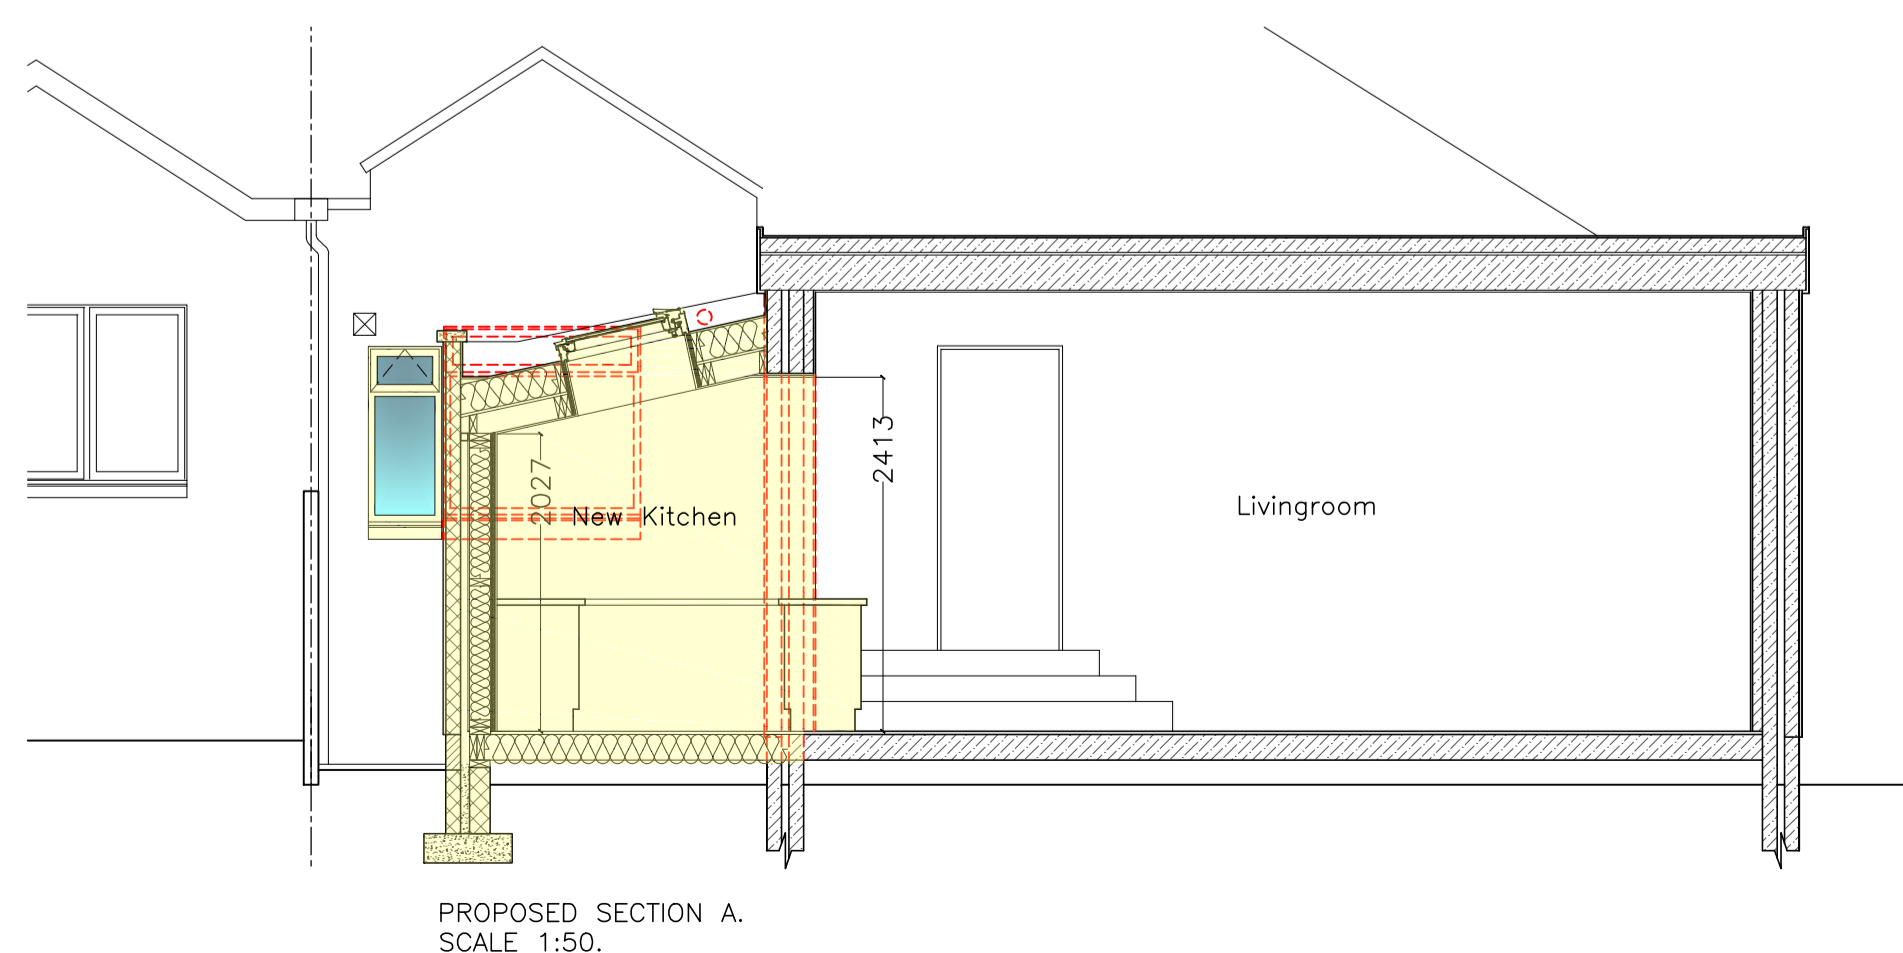 2413
2027
New Kitchen
Livingroom
PROPOSED SECTION A.
SCALE 1:50.